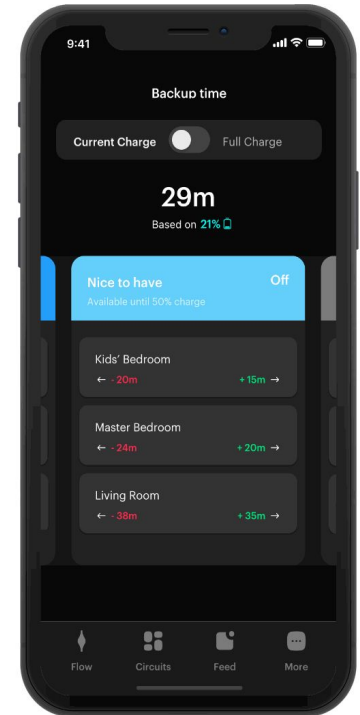 9:41
Backup time
Current Charge Full Charge
29m
Based on 21%
Nice to have Off
Available until 50% charge
Kids' Bedroom
← - 20m + 15m →
Master Bedroom
← - 24m + 20m →
Living Room
← - 38m + 35m →
Flow Circuits Feed More